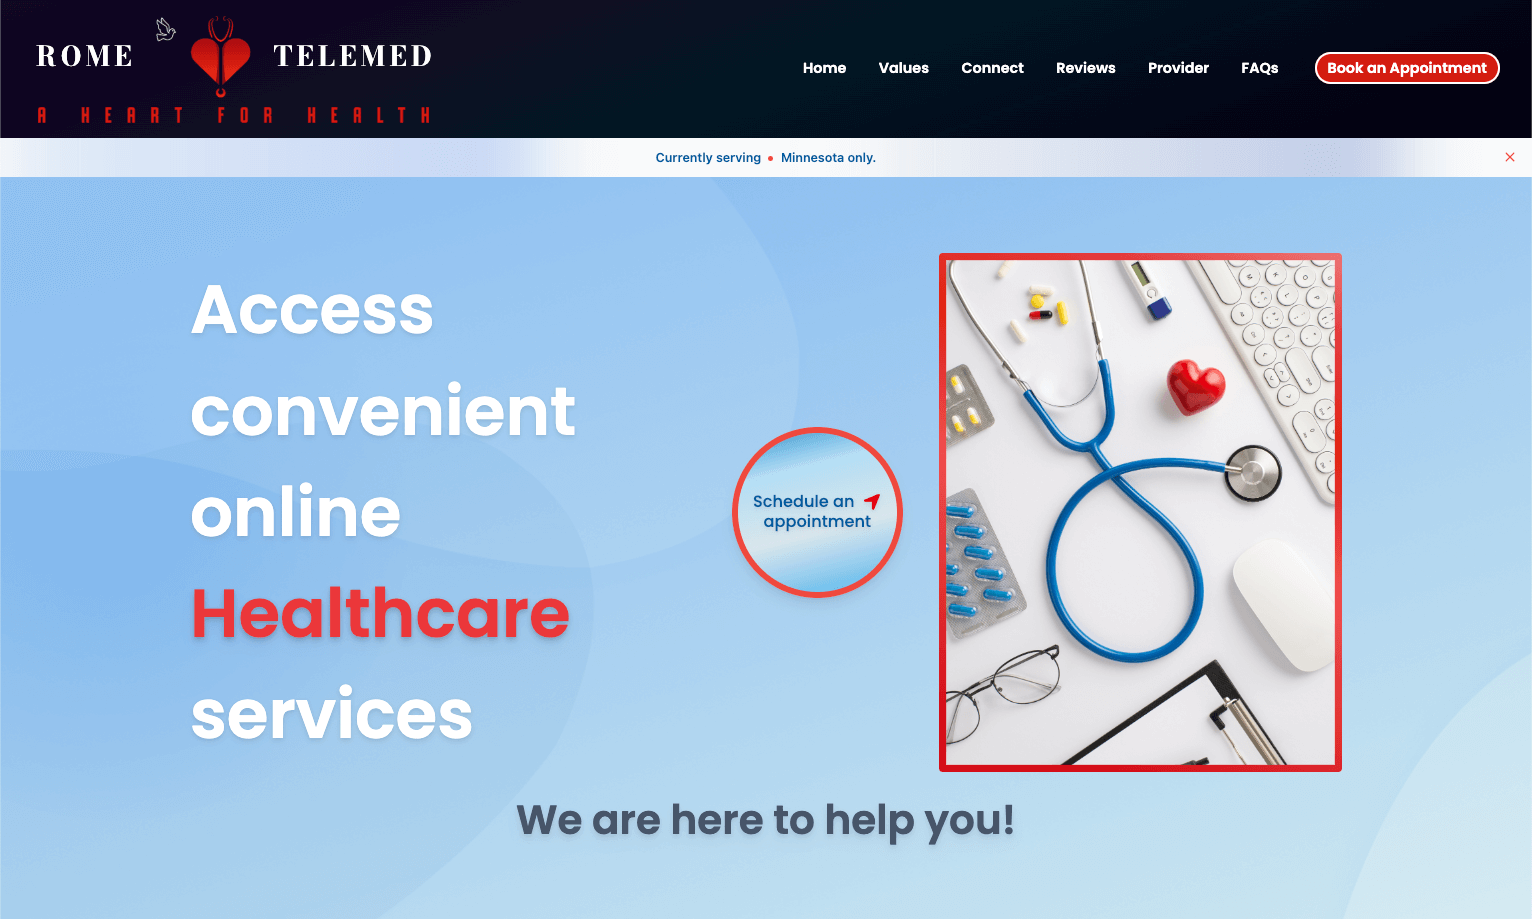 ROME TELEMED
A HEART FOR HEALTH
Home Values Connect Reviews Provider FAQs Book an Appointment
Currently serving • Minnesota only.
Access
convenient
online
Healthcare
services
Schedule an
appointment
We are here to help you!